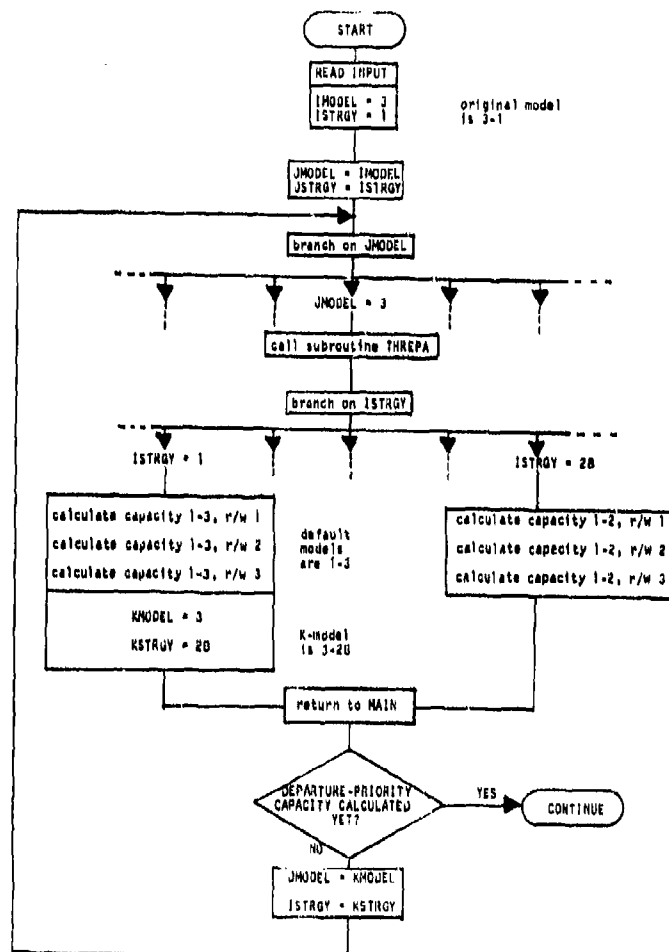 START
READ INPUT
IMODEL = 3
ISTRGY = 1
original model
is 3-1
JMODEL = IMODEL
JSTRGY = ISTRGY
branch on JMODEL
JMODEL = 3
call subroutine THREPA
branch on ISTRGY
ISTRGY = 1
ISTRGY = 28
calculate capacity 1-3, r/w 1
calculate capacity 1-3, r/w 2
calculate capacity 1-3, r/w 3
default
models
are 1-3
calculate capacity 1-2, r/w 1
calculate capacity 1-2, r/w 2
calculate capacity 1-2, r/w 3
KMODEL = 3
KSTRGY = 28
K-model
is 3-28
return to MAIN
DEPARTURE-PRIORITY
CAPACITY CALCULATED
YET?
YES
CONTINUE
NO
JMODEL = KMODEL
ISTRGY = KSTRGY